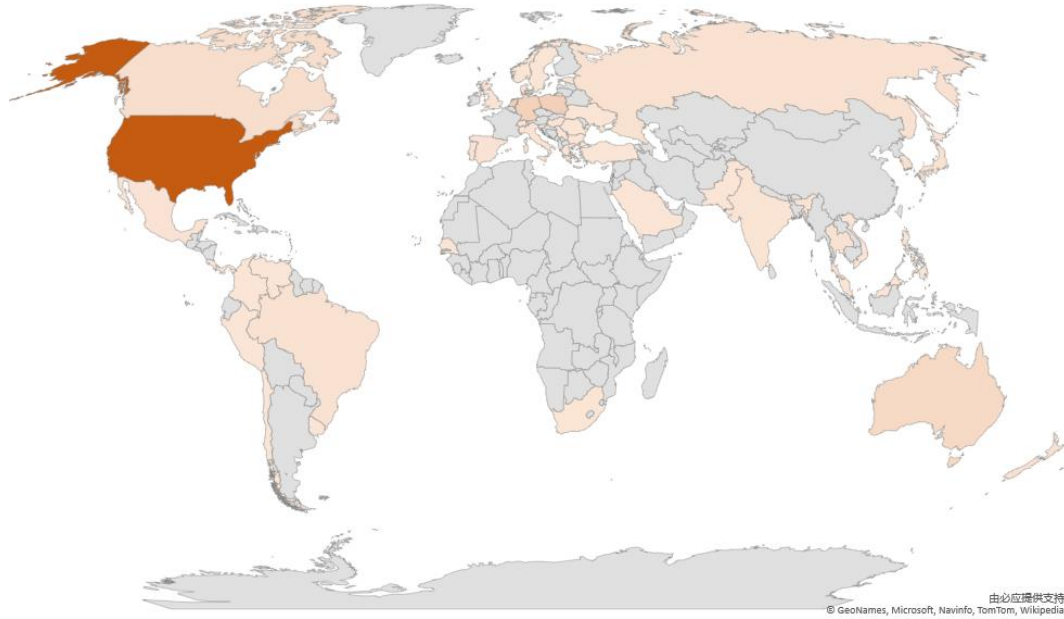 由必应提供支持
© GeoNames, Microsoft, Navinfo, TomTom, Wikipedia